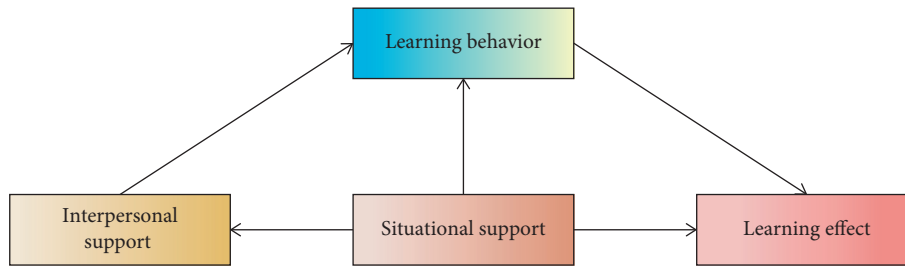 Learning behavior
Interpersonal
support
Situational support
Learning effect